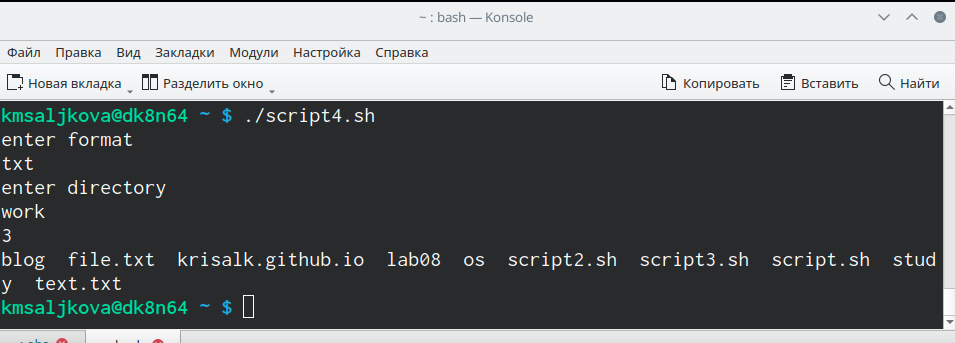 ~ : bash — Konsole
Файл Правка Вид Закладки Модули Настройка Справка
Новая вкладка Разделить окно Копировать Вставить Найти
kmsaljkova@dk8n64 ~ $ ./script4.sh
enter format
txt
enter directory
work
3
blog file.txt krisalk.github.io lab08 os script2.sh script3.sh script.sh stud
y text.txt
kmsaljkova@dk8n64 ~ $